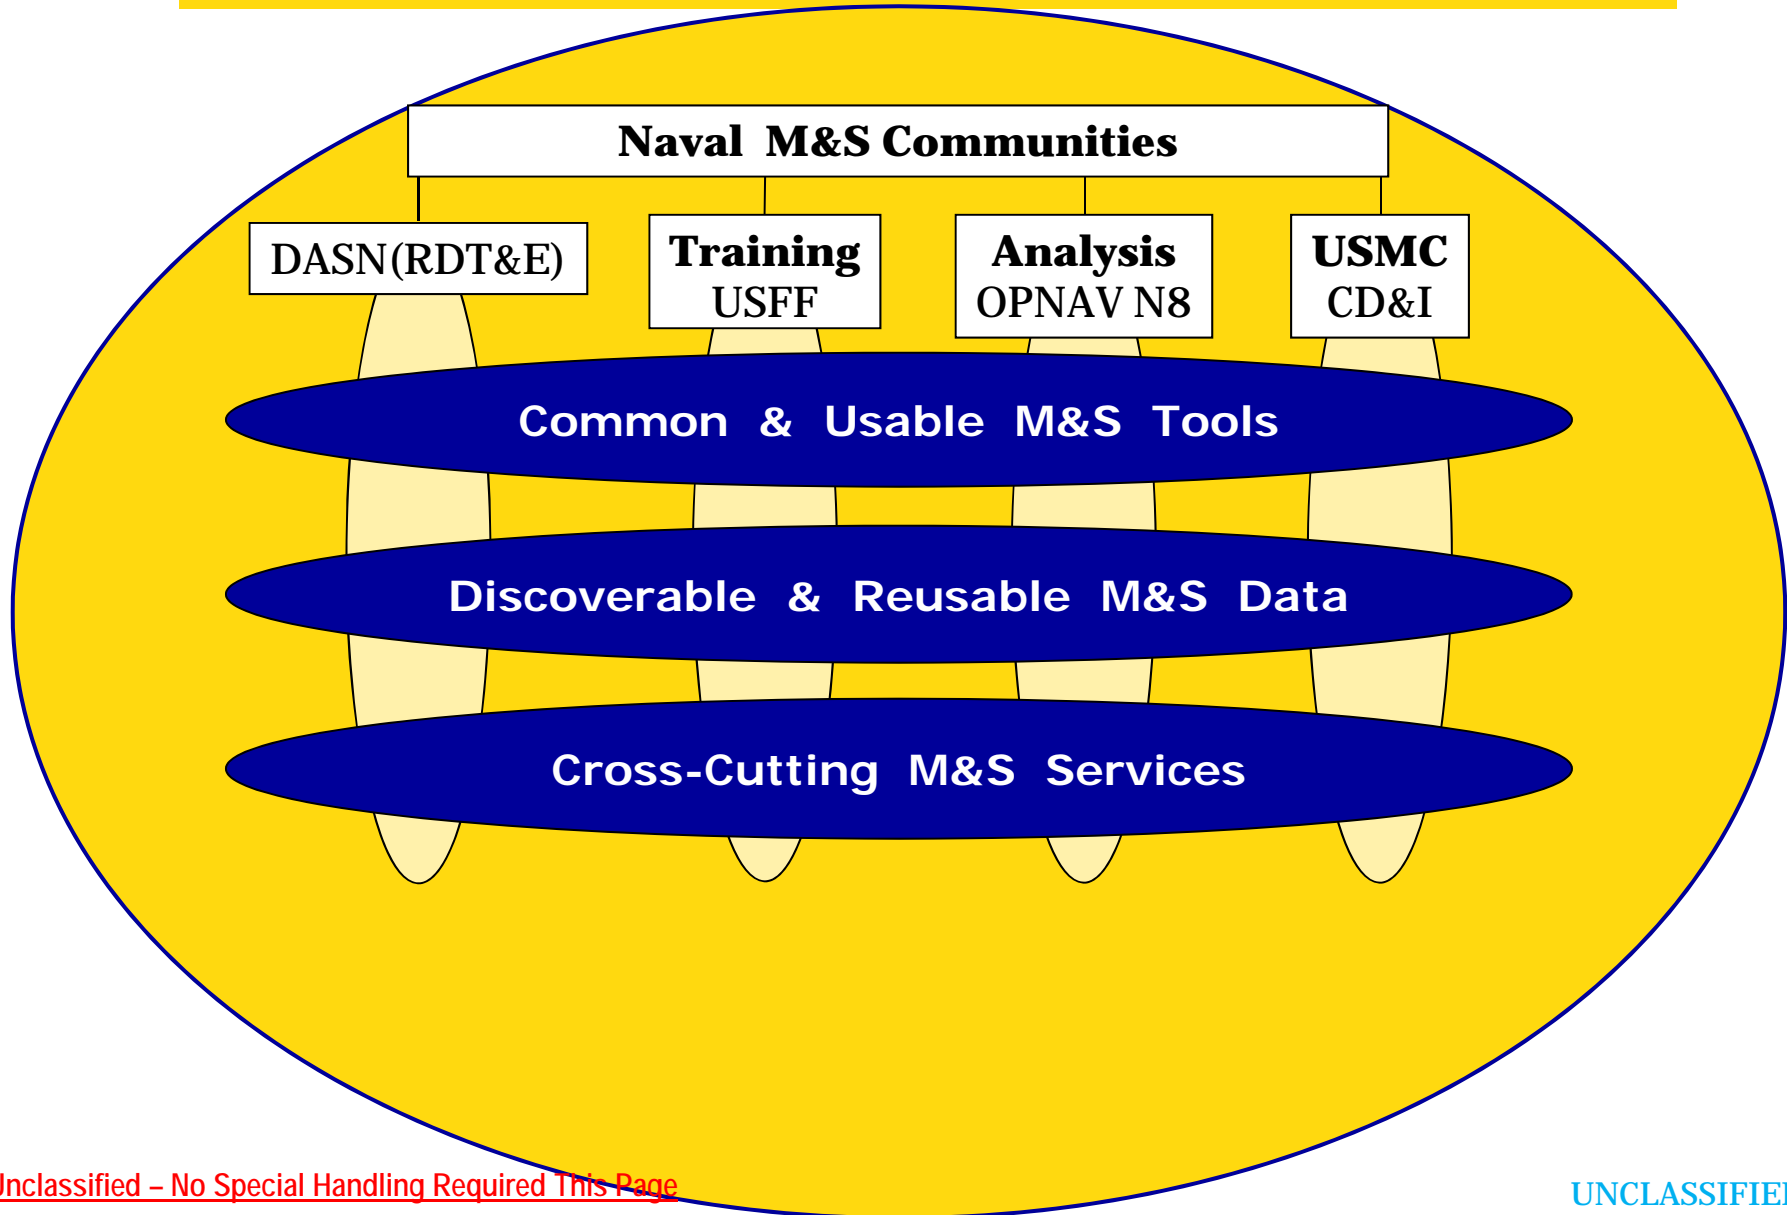 Naval M&S Communities
DASN(RDT&E)
Training
USFF
Analysis
OPNAV N8
USMC
CD&I
Common & Usable M&S Tools
Discoverable & Reusable M&S Data
Cross-Cutting M&S Services
Unclassified – No Special Handling Required This Page
UNCLASSIFIED